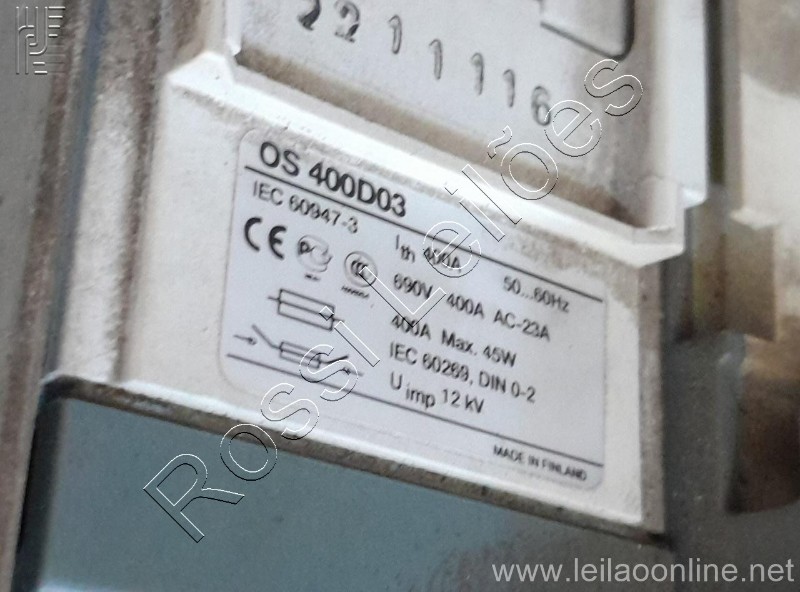 2211116
OS 400D03
IEC 60947-3
CE
Ith 400A 50...60Hz
690V 400A AC-23A
400A Max. 45W
IEC 60269, DIN 0-2
U imp 12 kV
MADE IN FINLAND
Rossi Leilões
www.leilaoonline.net